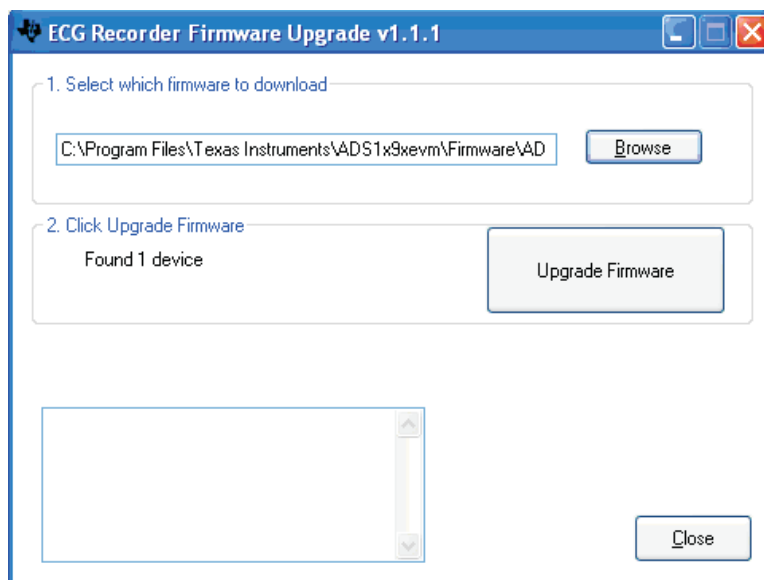 ECG Recorder Firmware Upgrade v1.1.1
1. Select which firmware to download
C:\Program Files\Texas Instruments\ADS1x9xevm\Firmware\AD
Browse
2. Click Upgrade Firmware
Found 1 device
Upgrade Firmware
Close